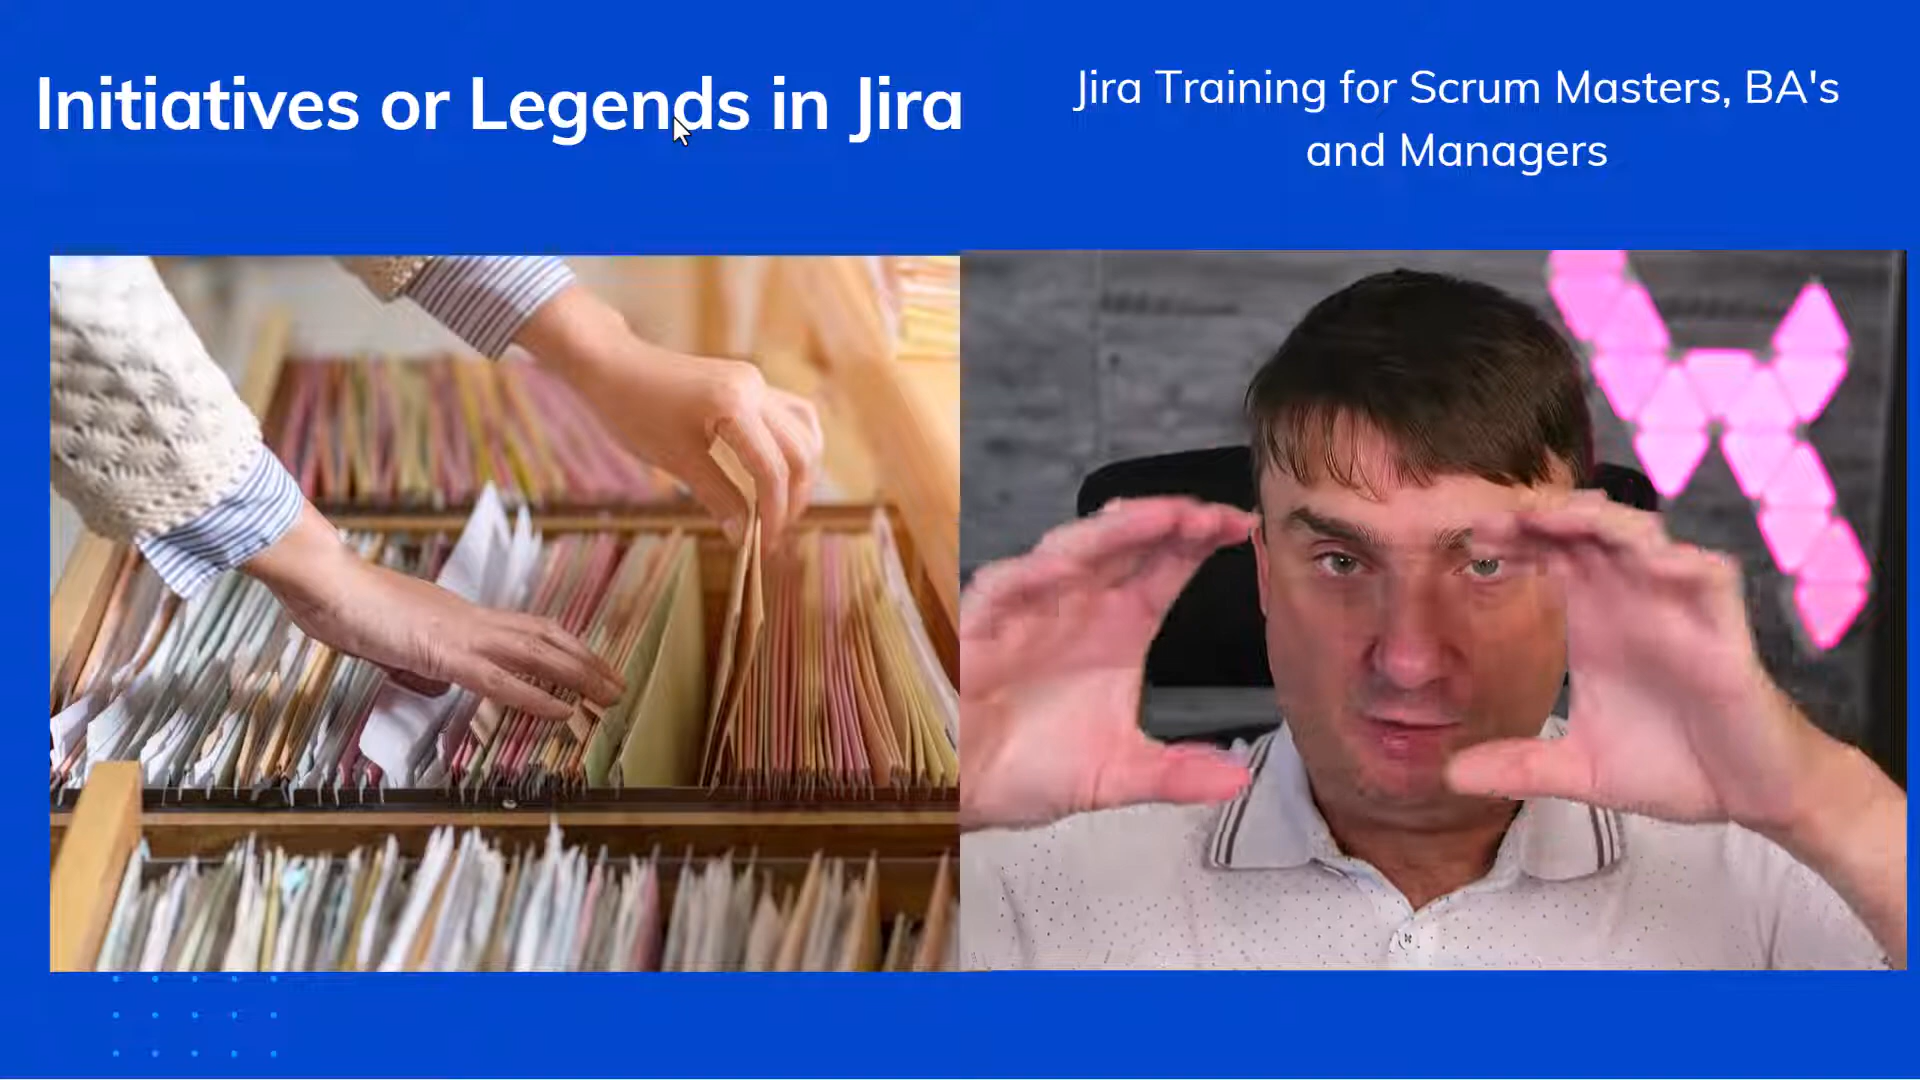 Initiatives or Legends in Jira
Jira Training for Scrum Masters, BA's
and Managers